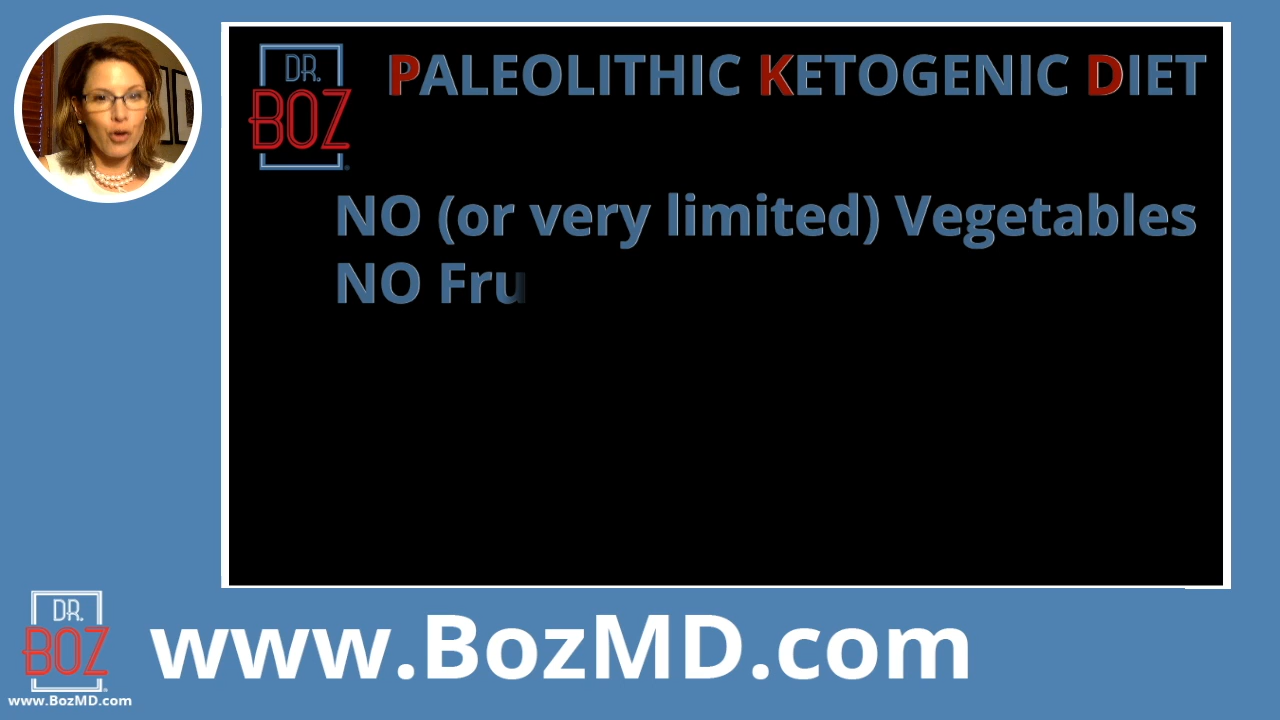 DR.
BOZ
PALEOLITHIC KETOGENIC DIET
NO (or very limited) Vegetables
NO Fru
DR.
BOZ
www.BozMD.com
www.BozMD.com